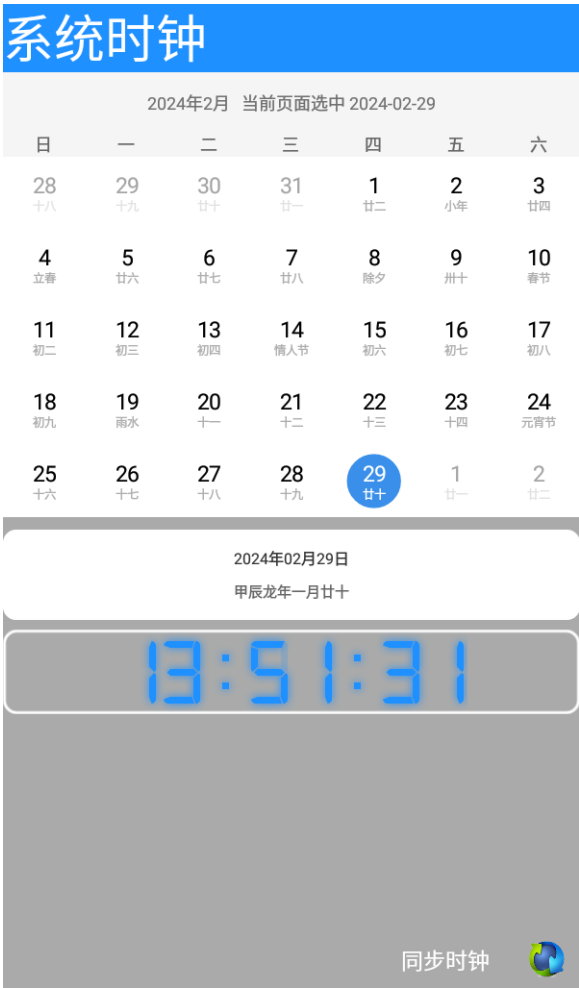 系统时钟
2024年2月 当前页面选中 2024-02-29
日 一 二 三 四 五 六
28 29 30 31 1 2 3
十八 十九 廿十 廿一 廿二 小年 廿四
4 5 6 7 8 9 10
立春 廿六 廿七 廿八 除夕 卅十 春节
11 12 13 14 15 16 17
初二 初三 初四 情人节 初六 初七 初八
18 19 20 21 22 23 24
初九 雨水 十一 十二 十三 十四 元宵节
25 26 27 28 29 1 2
十六 十七 十八 十九 廿十 廿一 廿二
2024年02月29日
甲辰龙年一月廿十
13:51:31
同步时钟